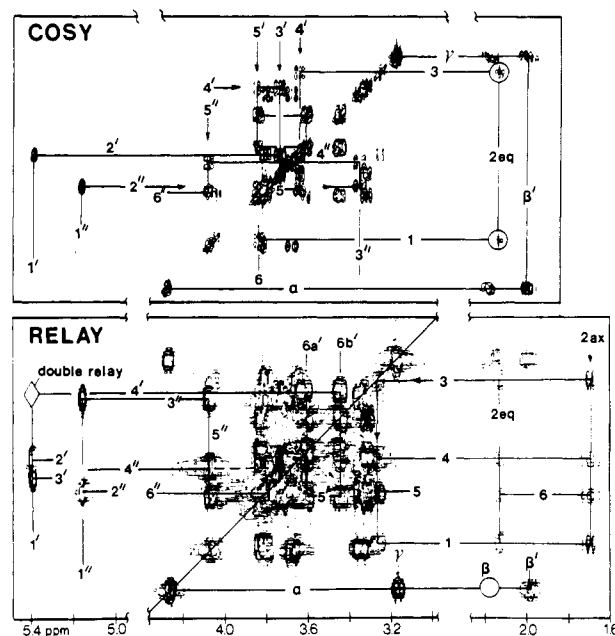 COSY
5' 3' 4'
γ
4'
3
5"
2'
4"
2eq
2"
5
β'
6'
1"
3"
1
1'
6
α
RELAY
6a' 6b'
2ax
double relay
4'
3
3"
5"
2eq
2'
4"
4
3'
2"
6"
5
5
6
1'
1"
1
γ
β
β'
α
5.4 ppm 5.0 4.0 3.6 3.2 2.0 1.6